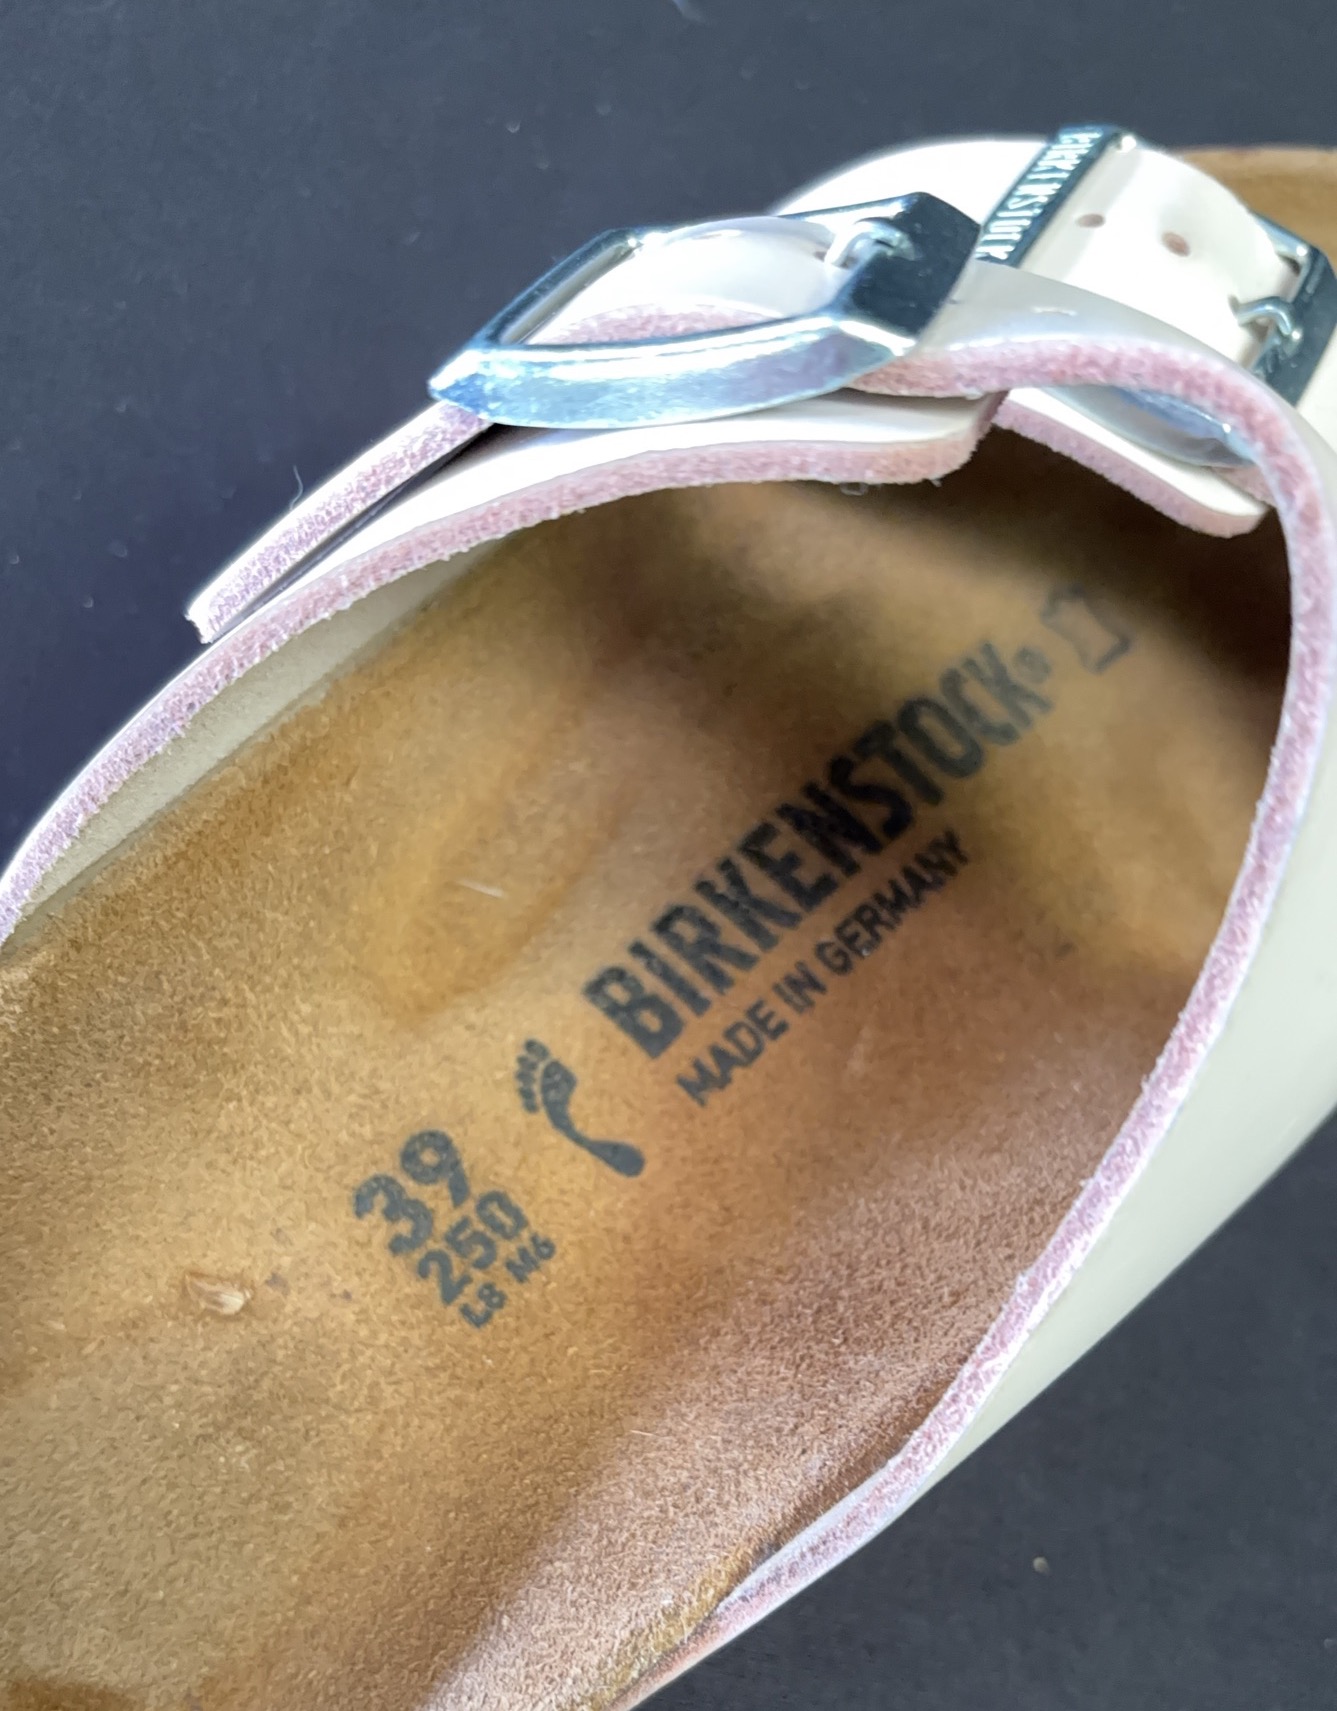 BIRKENSTOCK
BIRKENSTOCK®
MADE IN GERMANY
39
250
L8 M6